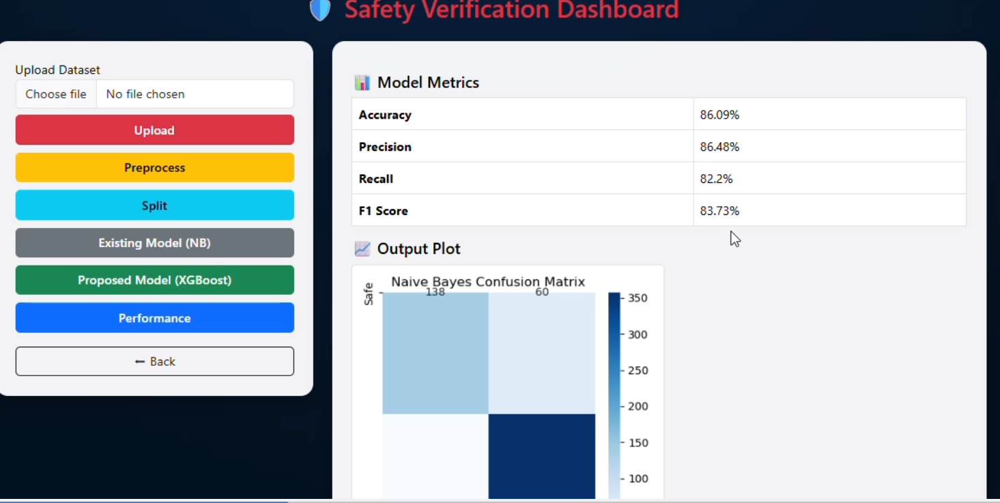 Safety Verification Dashboard
Upload Dataset
Choose file No file chosen
Upload
Preprocess
Split
Existing Model (NB)
Proposed Model (XGBoost)
Performance
← Back
Model Metrics
Accuracy 86.09%
Precision 86.48%
Recall 82.2%
F1 Score 83.73%
Output Plot
Naive Bayes Confusion Matrix
Safe
138 60
350
300
250
200
150
100